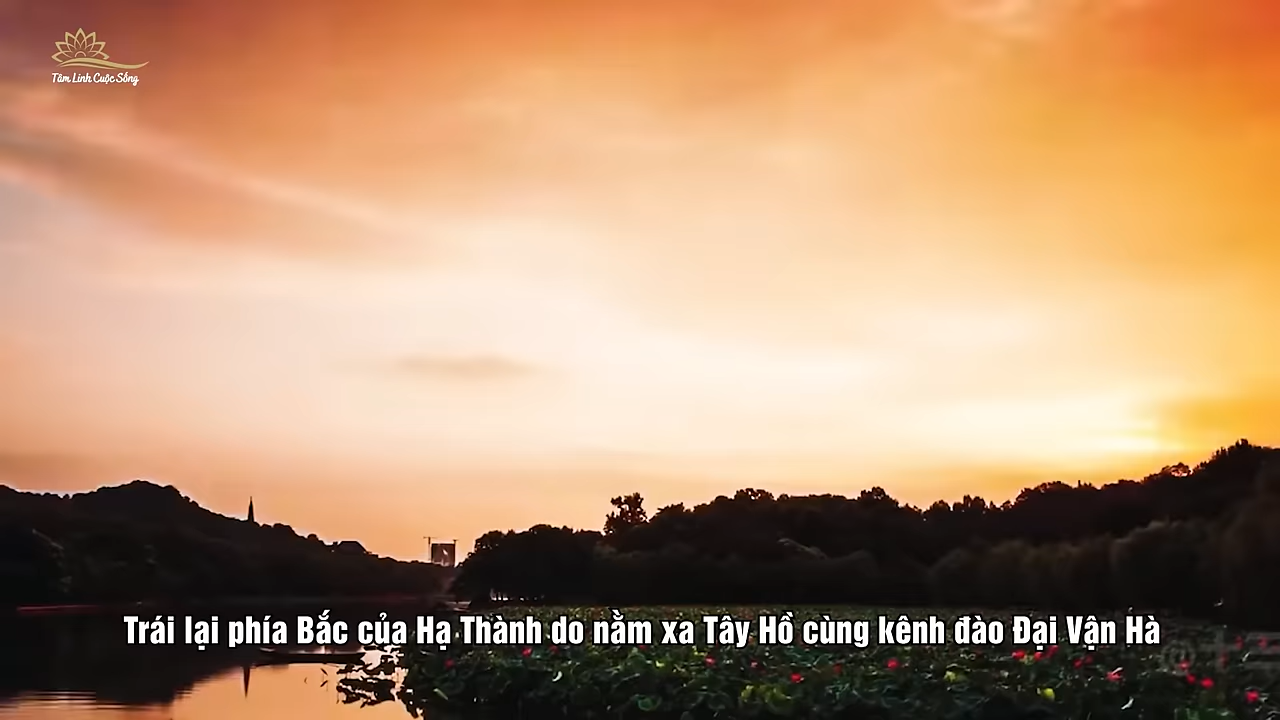 Tâm Linh Cuộc Sống
Trái lại phía Bắc của Hạ Thành do nằm xa Tây Hồ cùng kênh đào Đại Vận Hà